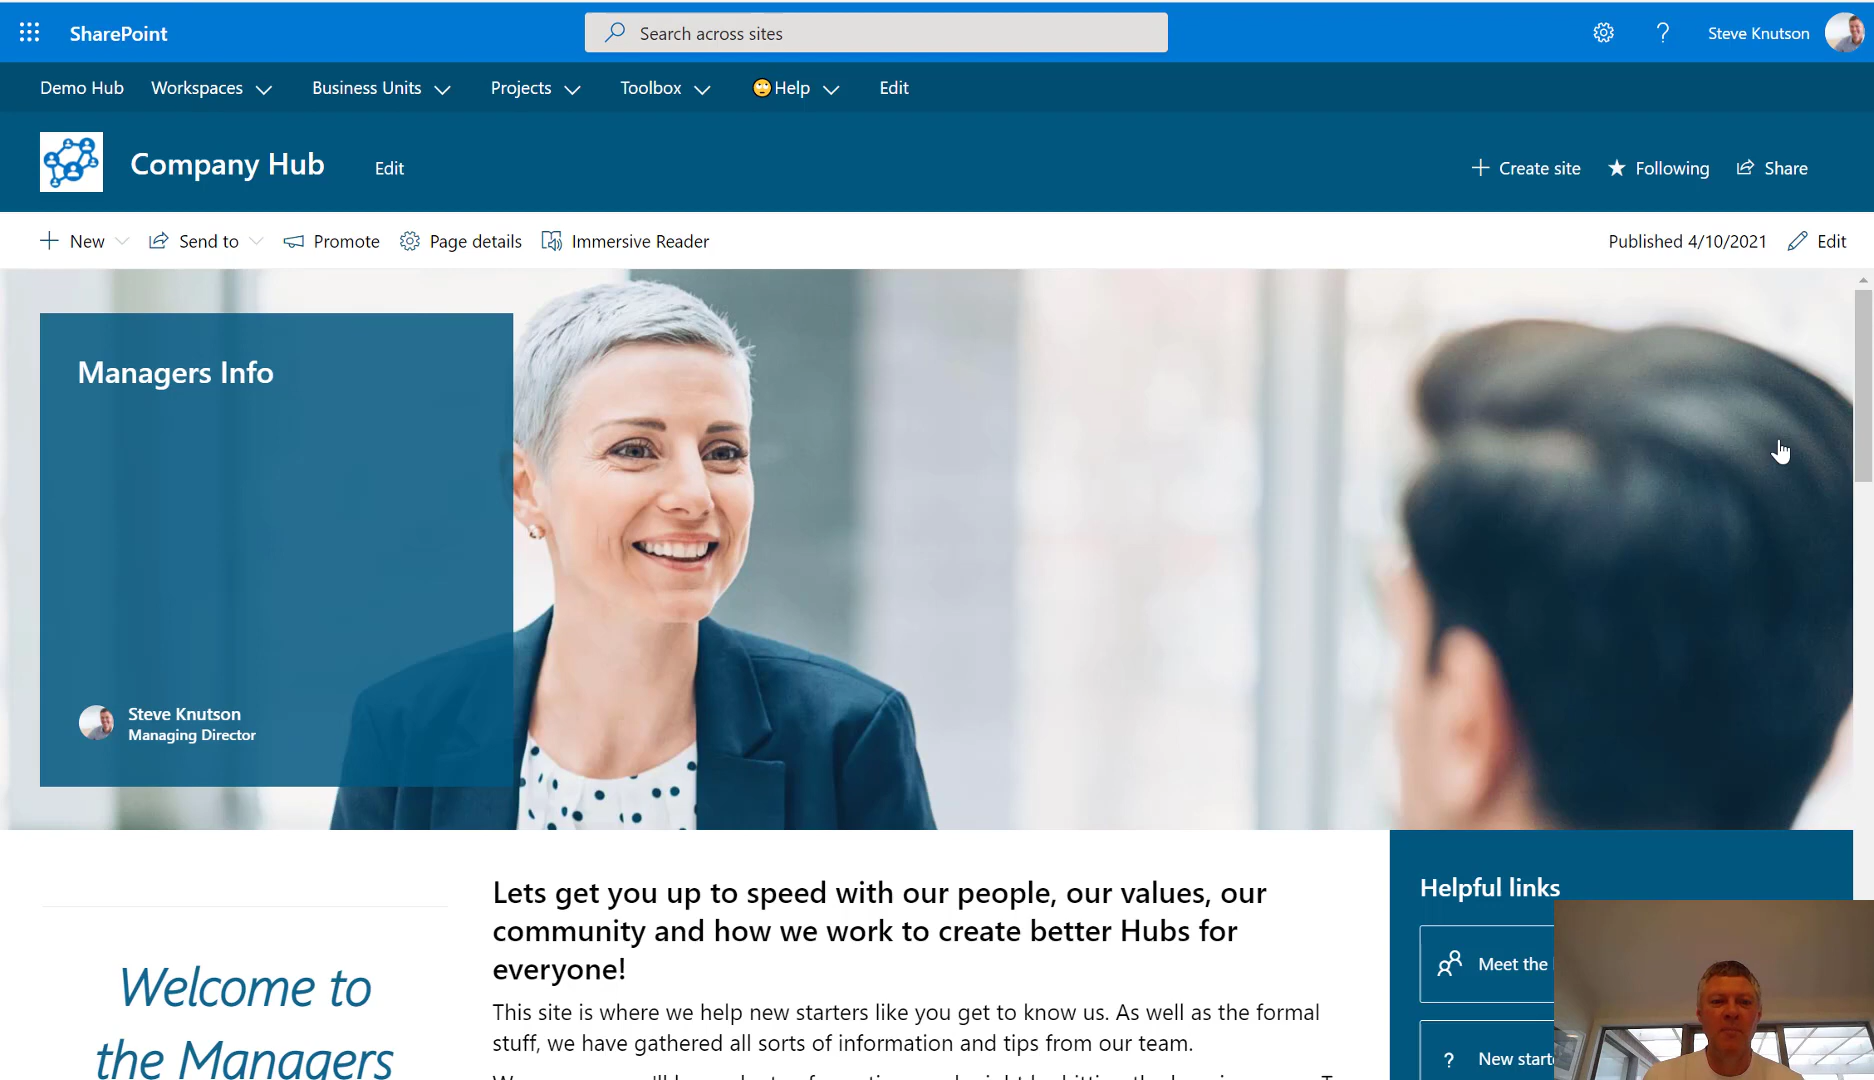 SharePoint
Search across sites
Steve Knutson
Demo Hub
Workspaces
Business Units
Projects
Toolbox
Help
Edit
Company Hub
Edit
Create site
Following
Share
New
Send to
Promote
Page details
Immersive Reader
Published 4/10/2021
Edit
Managers Info
Steve Knutson
Managing Director
Lets get you up to speed with our people, our values, our
community and how we work to create better Hubs for
everyone!
This site is where we help new starters like you get to know us. As well as the formal
stuff, we have gathered all sorts of information and tips from our team.
Welcome to
the Managers
Helpful links
Meet the
New